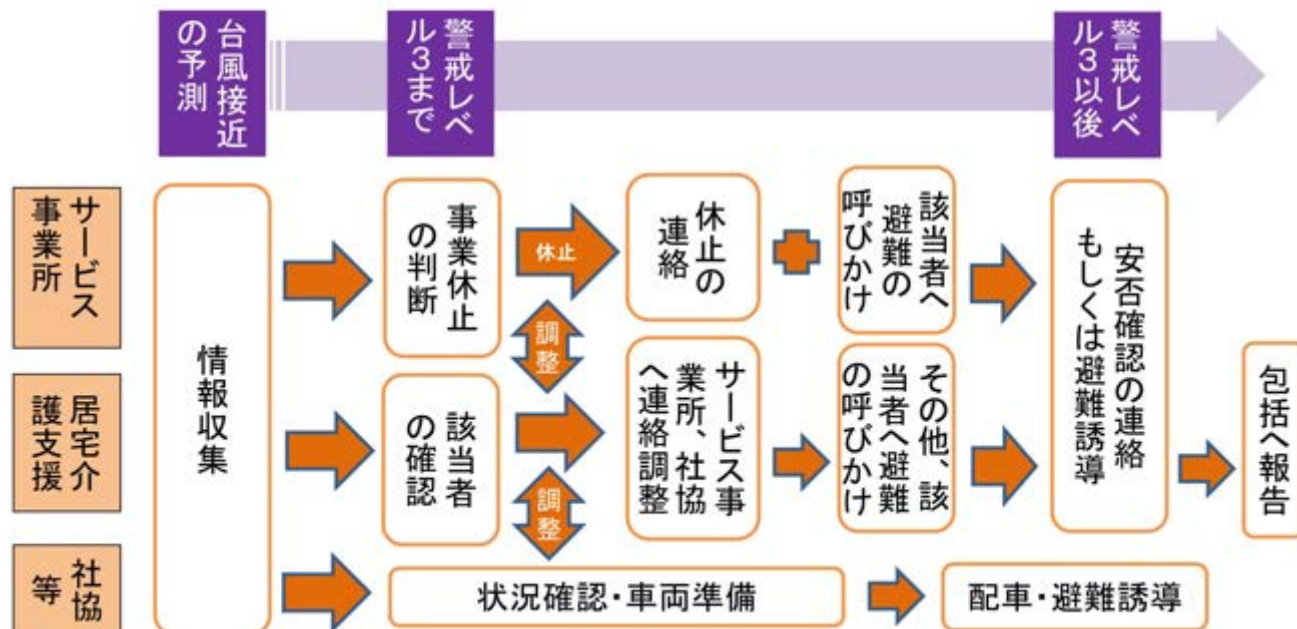 台風接近
の予測
警戒レベ
ル3まで
警戒レベ
ル3以後
サービス
事業所
居宅介
護支援
社協
等
情報収集
事業休止
の判断
休止
休止の
連絡
該当者へ
避難の
呼びかけ
調整
該当者
の確認
サービス事
業所、社協
へ連絡調整
その他、該
当者へ避難
の呼びかけ
調整
安否確認の連絡
もしくは避難誘導
包括へ報告
状況確認・車両準備
配車・避難誘導